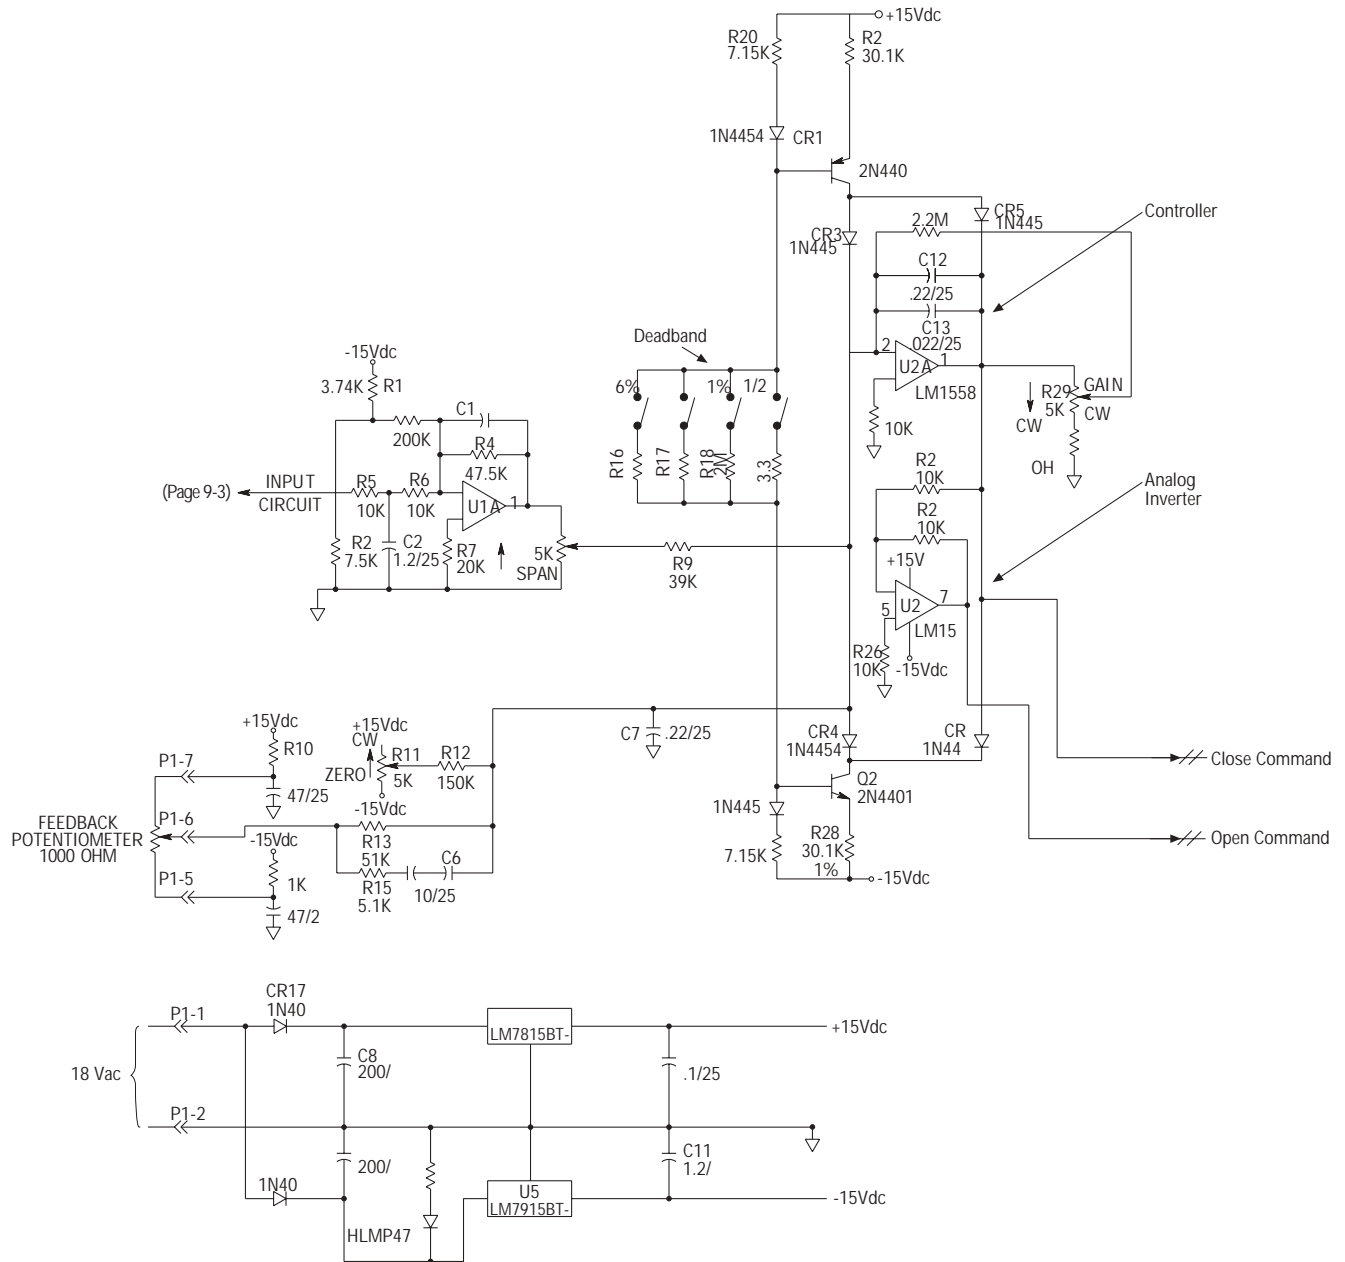 +15Vdc
R20
7.15K
R2
30.1K
1N4454
CR1
2N440
CR5
1N445
Controller
2.2M
CR3
1N445
C12
.22/25
C13
.022/25
Deadband
-15Vdc
3.74K
R1
6%
1%
1/2
2
U2A
1
LM1558
R29
5K
GAIN
CW
CW
10K
OH
C1
200K
R4
47.5K
R16
R17
R18
2M
3.3
(Page 9-3)
INPUT
CIRCUIT
R5
10K
R6
10K
U1A
1
R2
10K
R2
10K
Analog
Inverter
R2
7.5K
C2
1.2/25
R7
20K
5K
SPAN
R9
39K
+15V
5
U2
7
LM15
R26
10K
-15Vdc
+15Vdc
R10
+15Vdc
CW
R11
5K
ZERO
R12
150K
-15Vdc
C7
.22/25
CR4
1N4454
CR
1N44
Close Command
P1-7
47/25
FEEDBACK
POTENTIOMETER
1000 OHM
P1-6
-15Vdc
R13
51K
R15
5.1K
C6
10/25
1N445
Q2
2N4401
7.15K
R28
30.1K
1%
-15Vdc
Open Command
P1-5
1K
47/2
CR17
1N40
P1-1
LM7815BT-
+15Vdc
18 Vac
C8
200/
.1/25
P1-2
200/
C11
1.2/
1N40
U5
LM7915BT-
-15Vdc
HLMP47